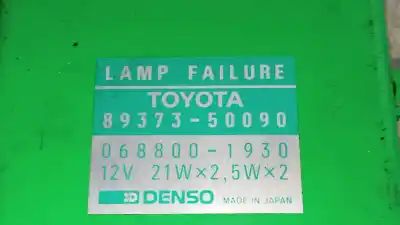 LAMP FAILURE
TOYOTA
89373-50090
068800-1930
12V 21W×2,5W×2
DENSO MADE IN JAPAN